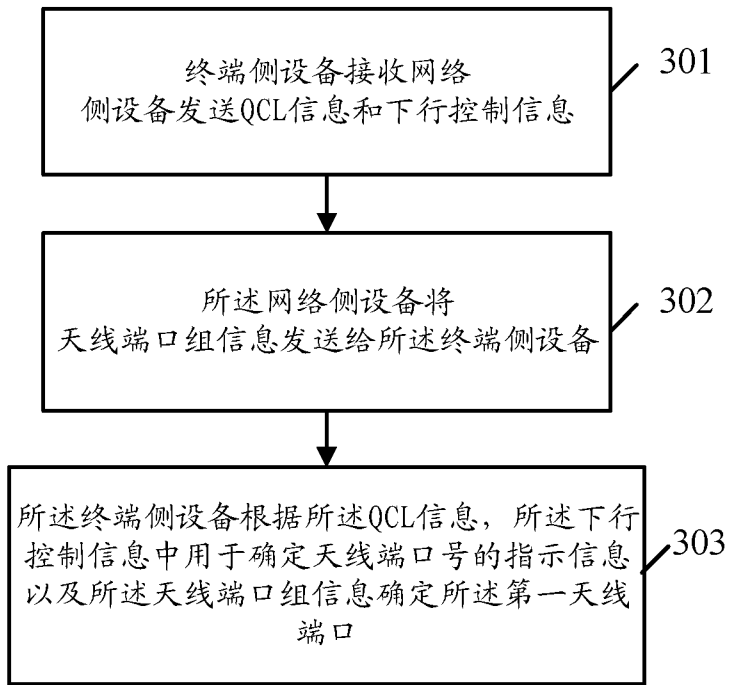 终端侧设备接收网络
侧设备发送QCL信息和下行控制信息
301
所述网络侧设备将
天线端口组信息发送给所述终端侧设备
302
所述终端侧设备根据所述QCL信息，所述下行
控制信息中用于确定天线端口号的指示信息
以及所述天线端口组信息确定所述第一天线
端口
303